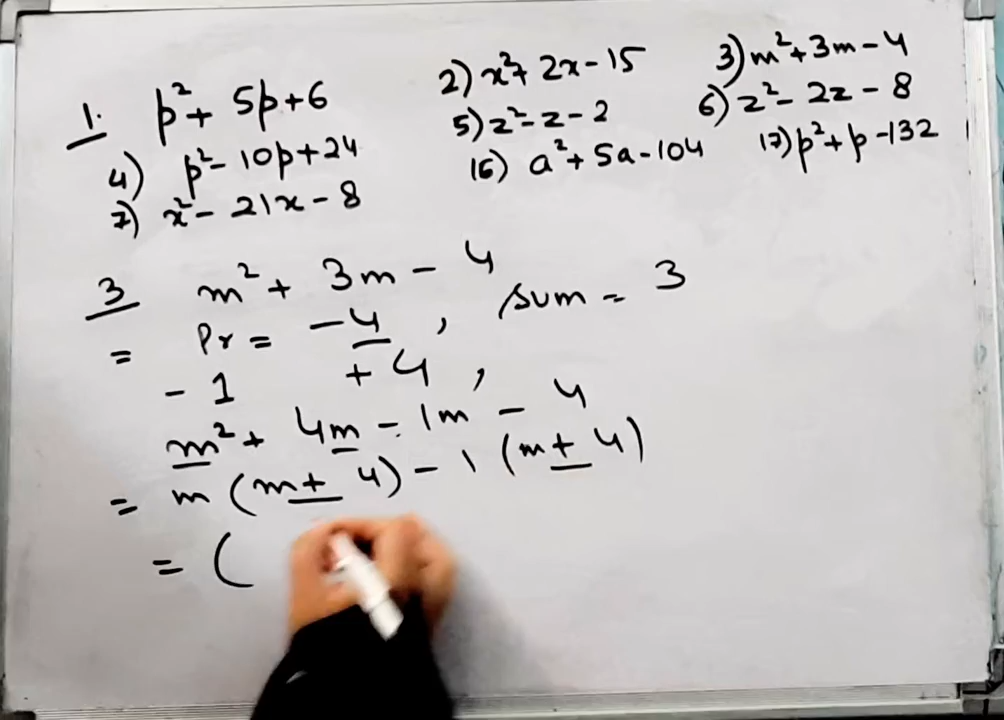 1. p² + 5p + 6 2) x² + 2x - 15 3) m² + 3m - 4
4) p² - 10p + 24 5) z² - z - 2 6) z² - 2z - 8
7) x² - 21x - 8 16) a² + 5a - 104 17) p² + p - 132
3 m² + 3m - 4
= Pr = -4 , sum = 3
- 1 + 4 ,
m² + 4m - 1m - 4
= m (m + 4) - 1 (m + 4)
= (